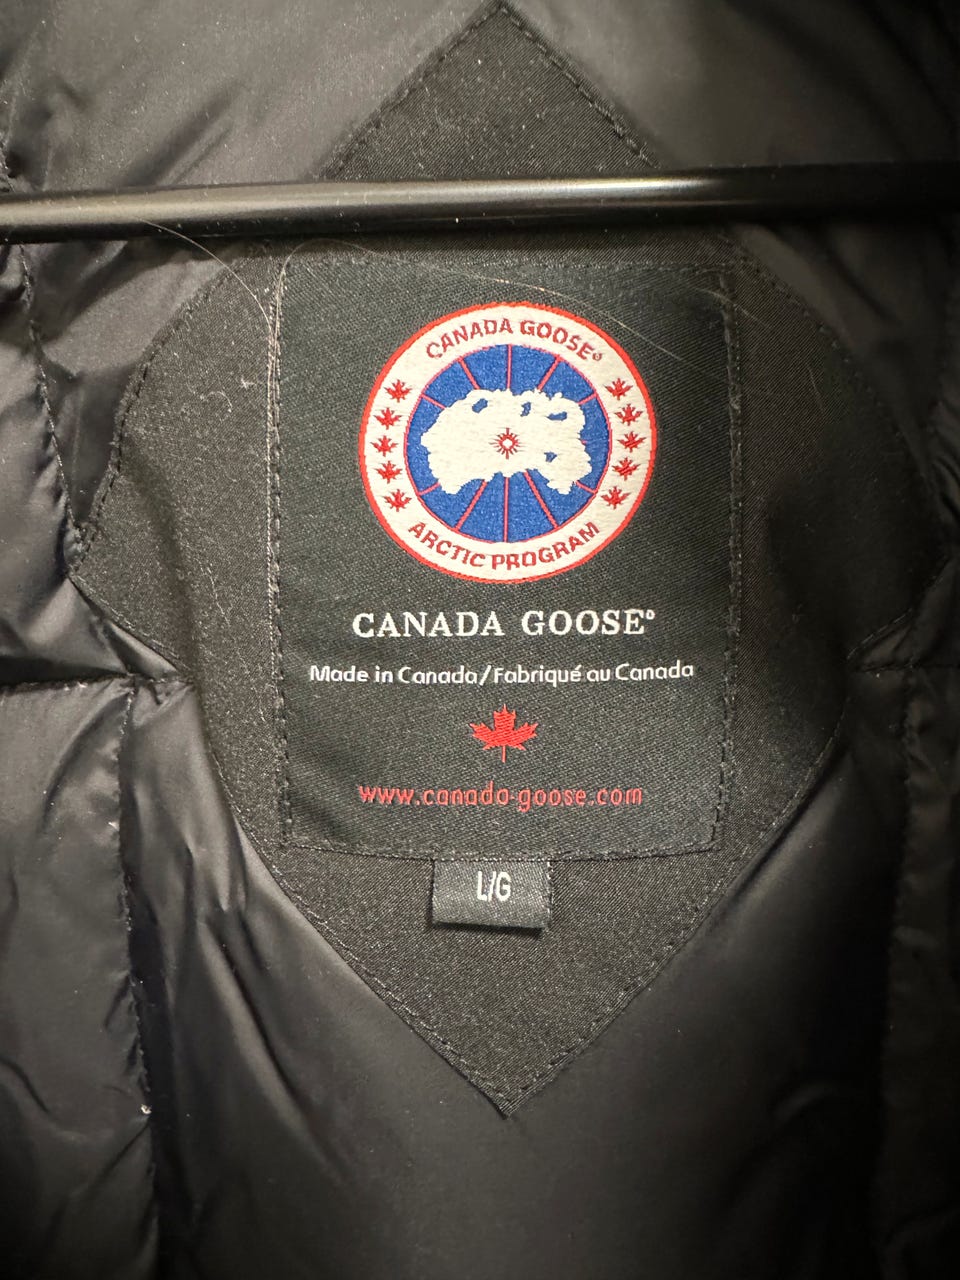 CANADA GOOSE®
ARCTIC PROGRAM
CANADA GOOSE®
Made in Canada/Fabriqué au Canada
www.canada-goose.com
L/G